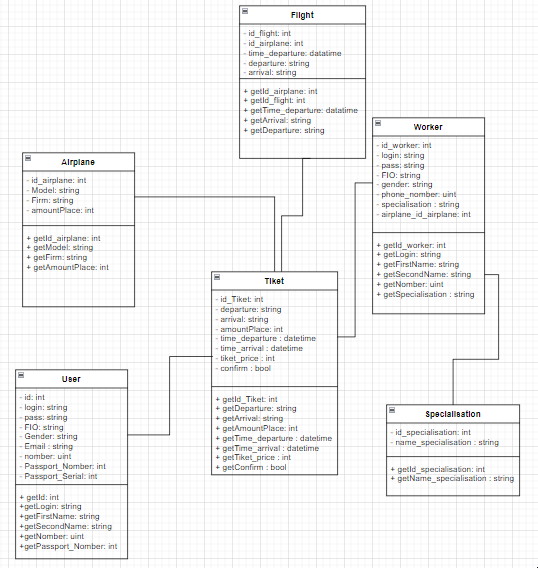 Flight
- id_flight: int
- id_airplane: int
- time_departure: datatime
- departure: string
- arrival: string
+ getId_airplane: int
+ getId_flight: int
+ getTime_departure: datatime
+ getArrival: string
+ getDeparture: string
Worker
- id_worker: int
- login: string
- pass: string
- FIO: string
- gender: string
- phone_nomber: uint
- specialisation : string
- airplane_id_airplane: int
+ getId_worker: int
+ getLogin: string
+ getFirstName: string
+ getSecondName: string
+ getNomber: uint
+ getSpecialisation : string
Airplane
- id_airplane: int
- Model: string
- Firm: string
- amountPlace: int
+ getId_airplane: int
+ getModel: string
+ getFirm: string
+ getAmountPlace: int
Tiket
- id_Tiket: int
- departure: string
- arrival: string
- amountPlace: int
- time_departure : datetime
- time_arrival : datetime
- tiket_price : int
- confirm : bool
+ getId_Tiket: int
+ getDeparture: string
+ getArrival: string
+ getAmountPlace: int
+ getTime_departure : datetime
+ getTime_arrival : datetime
+ getTiket_price : int
+ getConfirm : bool
User
- id: int
- login: string
- pass: string
- FIO: string
- Gender: string
- Email : string
- nomber: uint
- Passport_Nomber: int
- Passport_Serial: int
+ getId: int
+getLogin: string
+getFirstName: string
+getSecondName: string
+getNomber: uint
+getPassport_Nomber: int
Specialisation
- id_specialisation: int
- name_specialisation : string
+ getId_specialisation: int
+ getName_specialisation : string